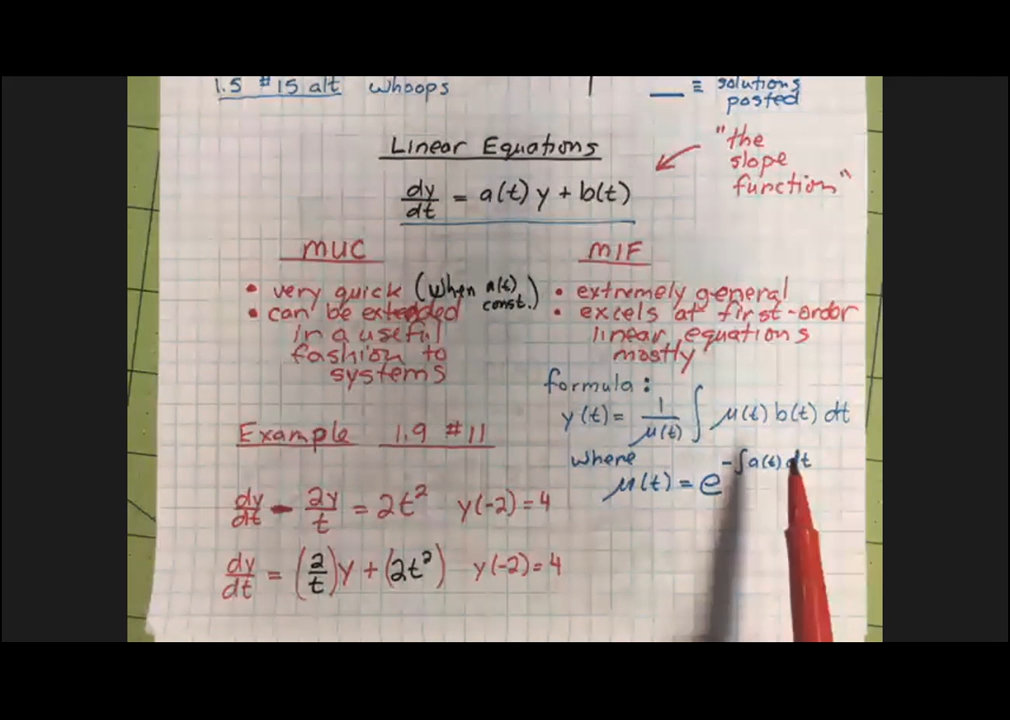 1.5 #15 alt whoops
≡ solutions
posted
Linear Equations
"the
slope
function"
dy/dt = a(t) y + b(t)
MUC
• very quick (when a(t) const.)
• can be extended
in a useful
fashion to
systems
MIF
• extremely general
• excels at first-order
linear equations
mostly
formula:
y(t) = 1/μ(t) ∫ μ(t) b(t) dt
where
μ(t) = e^(-∫a(t) dt)
Example 1.9 #11
dy/dt - 2y/t = 2t² y(-2) = 4
dy/dt = (2/t)y + (2t²) y(-2) = 4